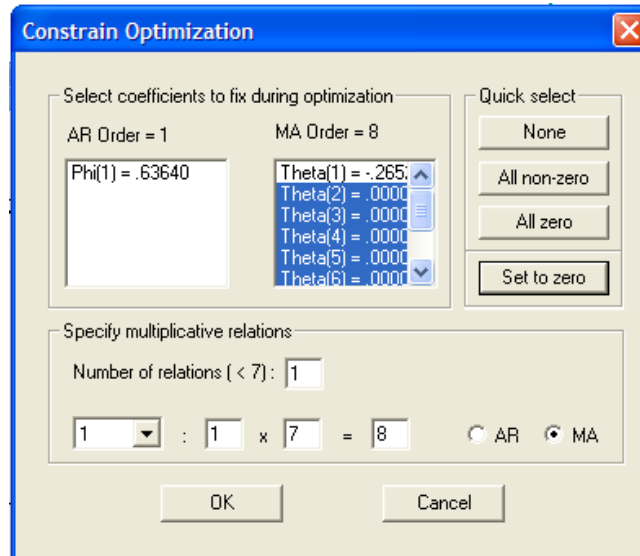 Constrain Optimization
Select coefficients to fix during optimization
AR Order = 1
MA Order = 8
Phi(1) = .63640
Theta(1) = -.265
Theta(2) = .0000
Theta(3) = .0000
Theta(4) = .0000
Theta(5) = .0000
Theta(6) = .0000
Quick select
None
All non-zero
All zero
Set to zero
Specify multiplicative relations
Number of relations ( < 7) : 1
1 : 1 x 7 = 8 AR MA
OK Cancel